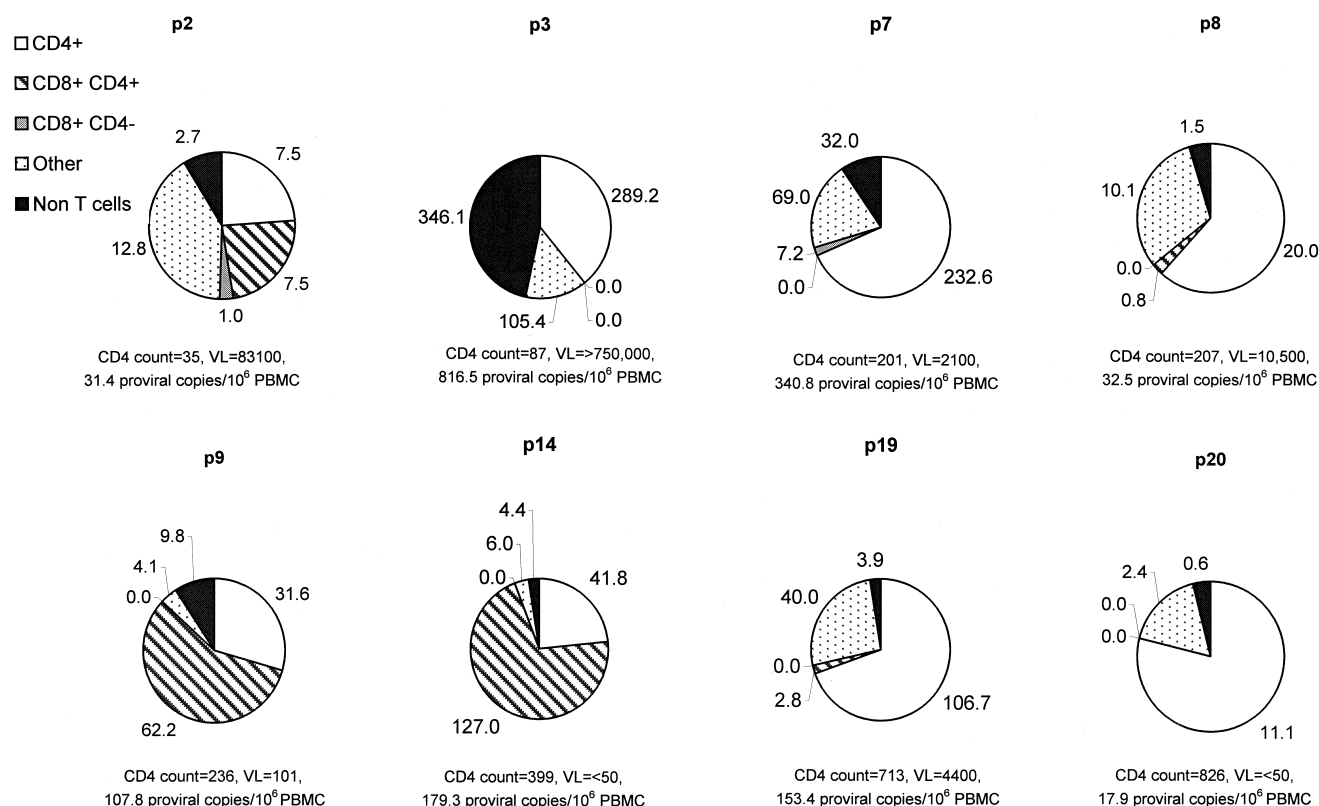 p2
p3
p7
p8
CD4+
CD8+ CD4+
CD8+ CD4-
Other
Non T cells
2.7
7.5
12.8
7.5
1.0
346.1
289.2
0.0
0.0
105.4
32.0
69.0
7.2
0.0
232.6
1.5
10.1
0.0
0.8
20.0
CD4 count=35, VL=83100,
31.4 proviral copies/10⁶ PBMC
CD4 count=87, VL=>750,000,
816.5 proviral copies/10⁶ PBMC
CD4 count=201, VL=2100,
340.8 proviral copies/10⁶ PBMC
CD4 count=207, VL=10,500,
32.5 proviral copies/10⁶ PBMC
p9
p14
p19
p20
9.8
4.1
0.0
31.6
62.2
4.4
6.0
0.0
41.8
127.0
3.9
40.0
0.0
2.8
106.7
0.6
2.4
0.0
0.0
11.1
CD4 count=236, VL=101,
107.8 proviral copies/10⁶ PBMC
CD4 count=399, VL=<50,
179.3 proviral copies/10⁶ PBMC
CD4 count=713, VL=4400,
153.4 proviral copies/10⁶ PBMC
CD4 count=826, VL=<50,
17.9 proviral copies/10⁶ PBMC